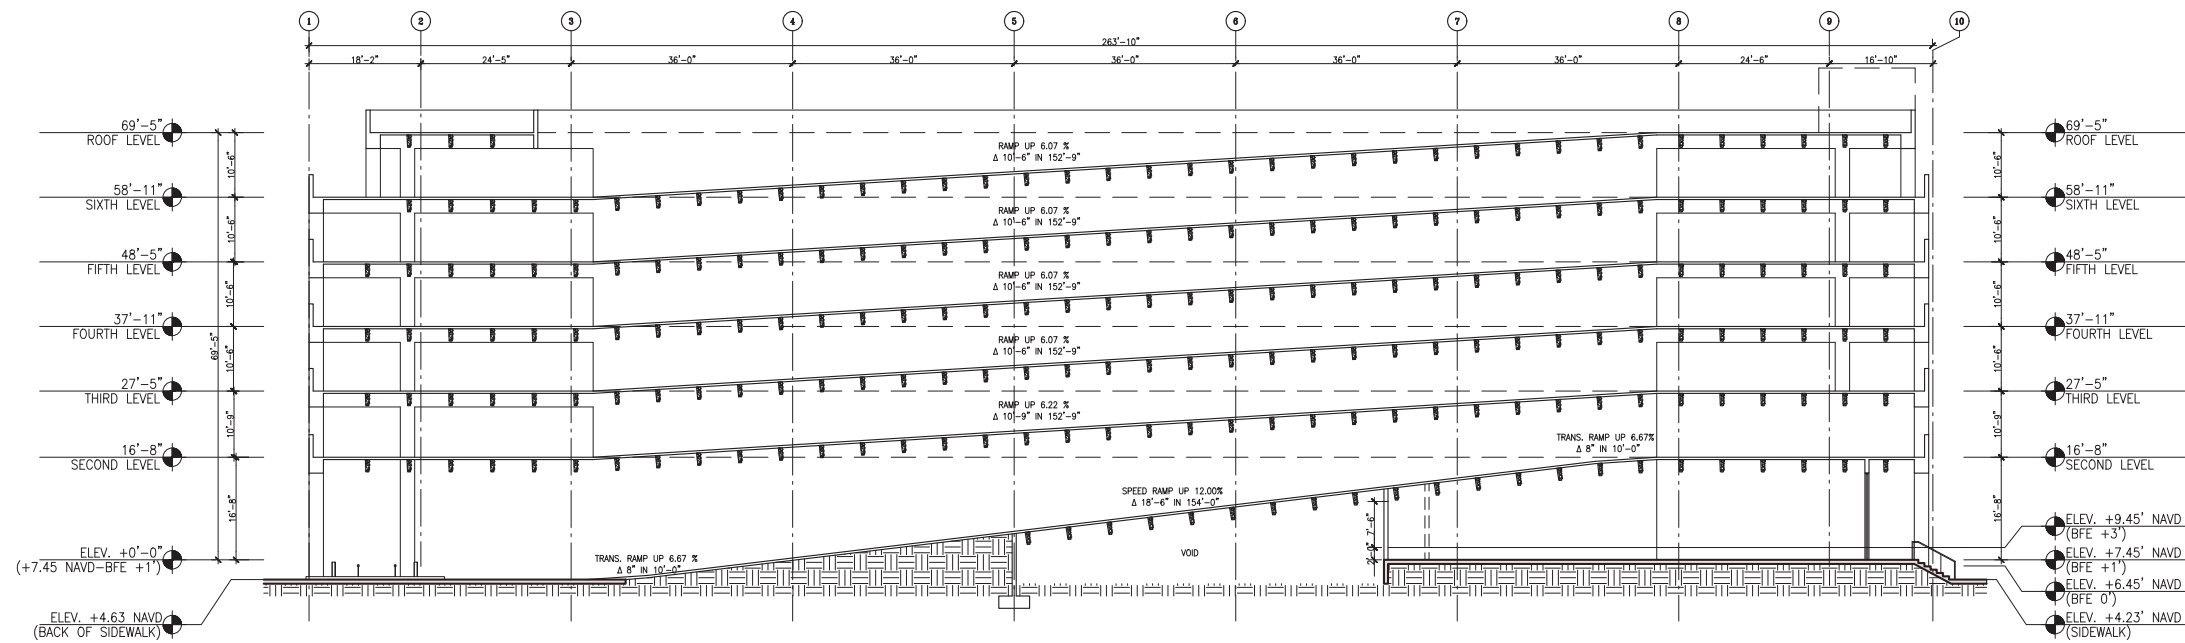 1 2 3 4 5 6 7 8 9 10
263'-10"
18'-2" 24'-5" 36'-0" 36'-0" 36'-0" 36'-0" 36'-0" 24'-6" 16'-10"
69'-5"
ROOF LEVEL
10'-6"
58'-11"
SIXTH LEVEL
10'-6"
48'-5"
FIFTH LEVEL
10'-6"
37'-11"
FOURTH LEVEL
69'-5"
10'-6"
27'-5"
THIRD LEVEL
10'-9"
16'-8"
SECOND LEVEL
16'-8"
ELEV. +0'-0"
(+7.45 NAVD-BFE +1')
ELEV. +4.63 NAVD
(BACK OF SIDEWALK)
RAMP UP 6.07 %
Δ 10'-6" IN 152'-9"
RAMP UP 6.07 %
Δ 10'-6" IN 152'-9"
RAMP UP 6.07 %
Δ 10'-6" IN 152'-9"
RAMP UP 6.07 %
Δ 10'-6" IN 152'-9"
RAMP UP 6.22 %
Δ 10'-9" IN 152'-9"
TRANS. RAMP UP 6.67%
Δ 8" IN 10'-0"
SPEED RAMP UP 12.00%
Δ 18'-6" IN 154'-0"
TRANS. RAMP UP 6.67 %
Δ 8" IN 10'-0"
VOID
7'-6"
2'-0"
69'-5"
ROOF LEVEL
10'-6"
58'-11"
SIXTH LEVEL
10'-6"
48'-5"
FIFTH LEVEL
10'-6"
37'-11"
FOURTH LEVEL
10'-6"
27'-5"
THIRD LEVEL
10'-9"
16'-8"
SECOND LEVEL
16'-8"
ELEV. +9.45' NAVD
(BFE +3')
ELEV. +7.45' NAVD
(BFE +1')
ELEV. +6.45' NAVD
(BFE 0')
ELEV. +4.23' NAVD
(SIDEWALK)